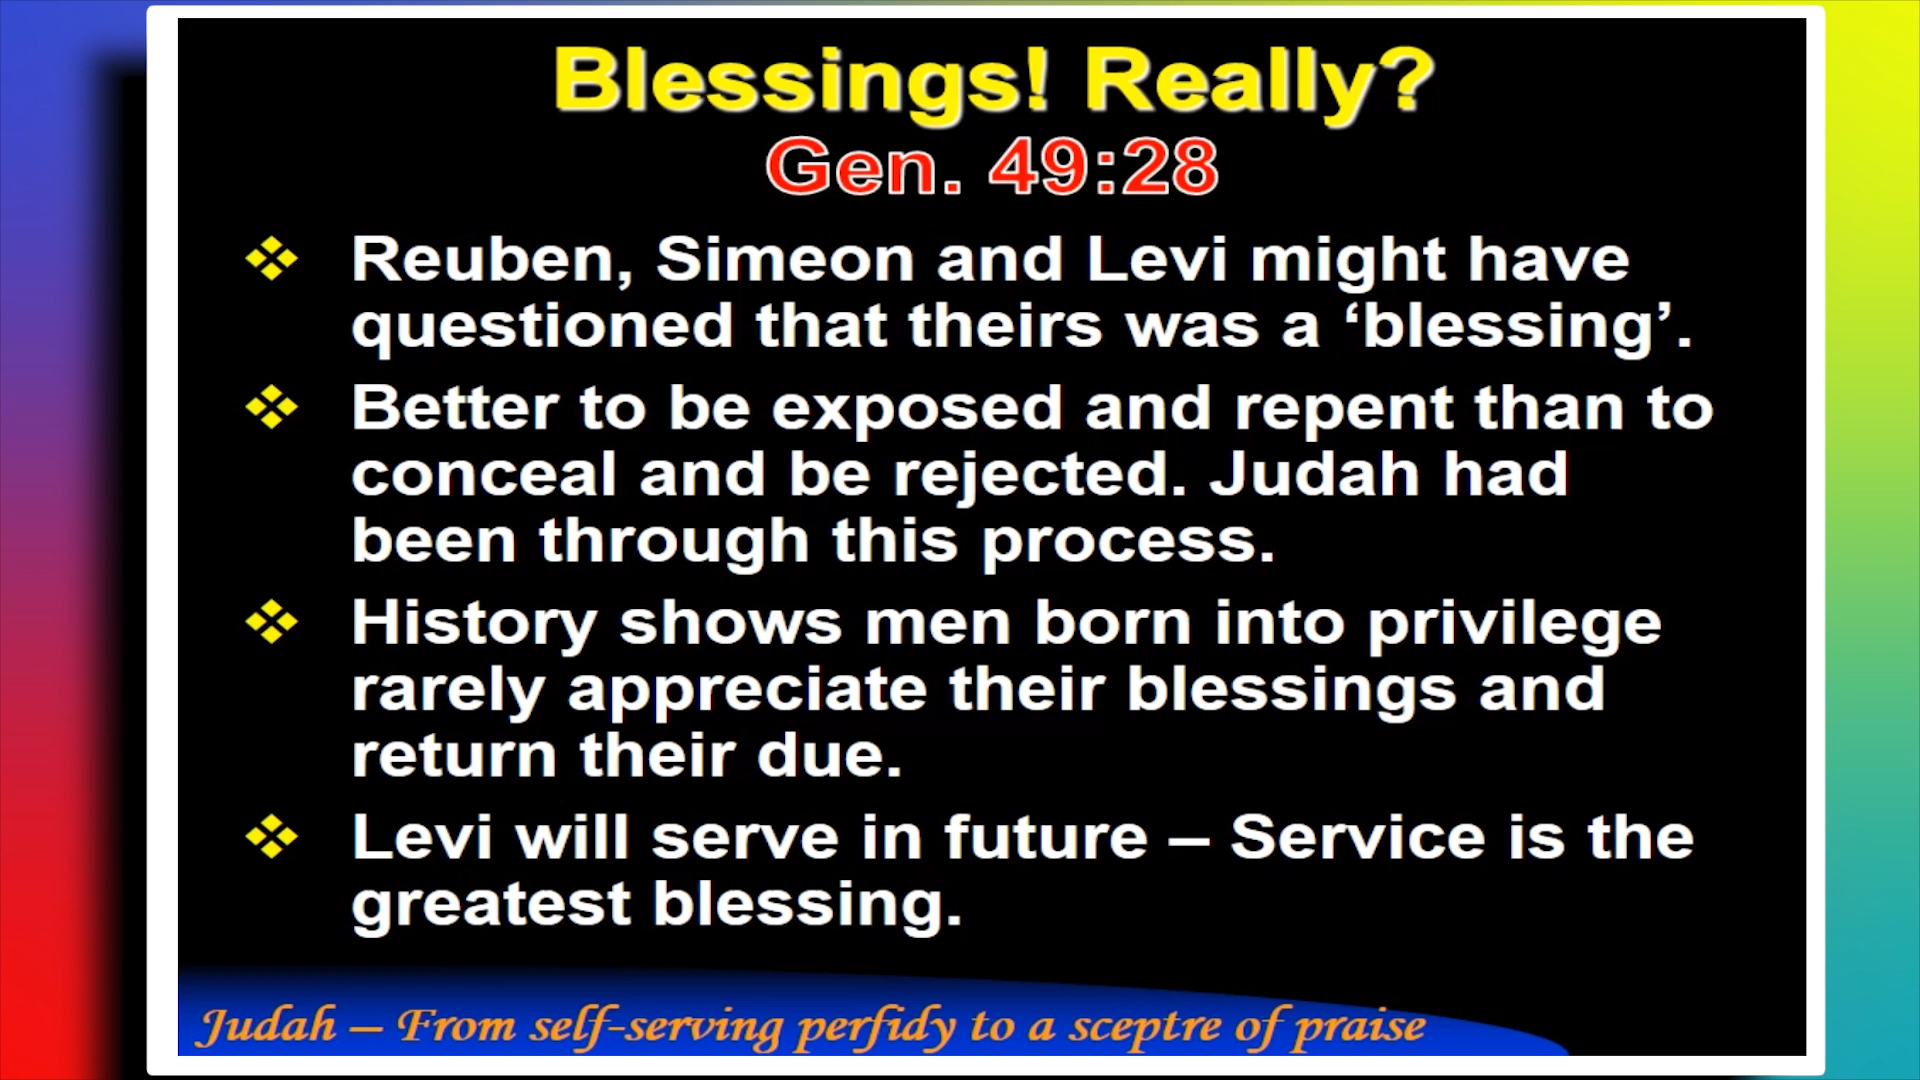 Blessings! Really?
Gen. 49:28
❖ Reuben, Simeon and Levi might have
questioned that theirs was a ‘blessing’.
❖ Better to be exposed and repent than to
conceal and be rejected. Judah had
been through this process.
❖ History shows men born into privilege
rarely appreciate their blessings and
return their due.
❖ Levi will serve in future – Service is the
greatest blessing.
Judah – From self-serving perfidy to a sceptre of praise